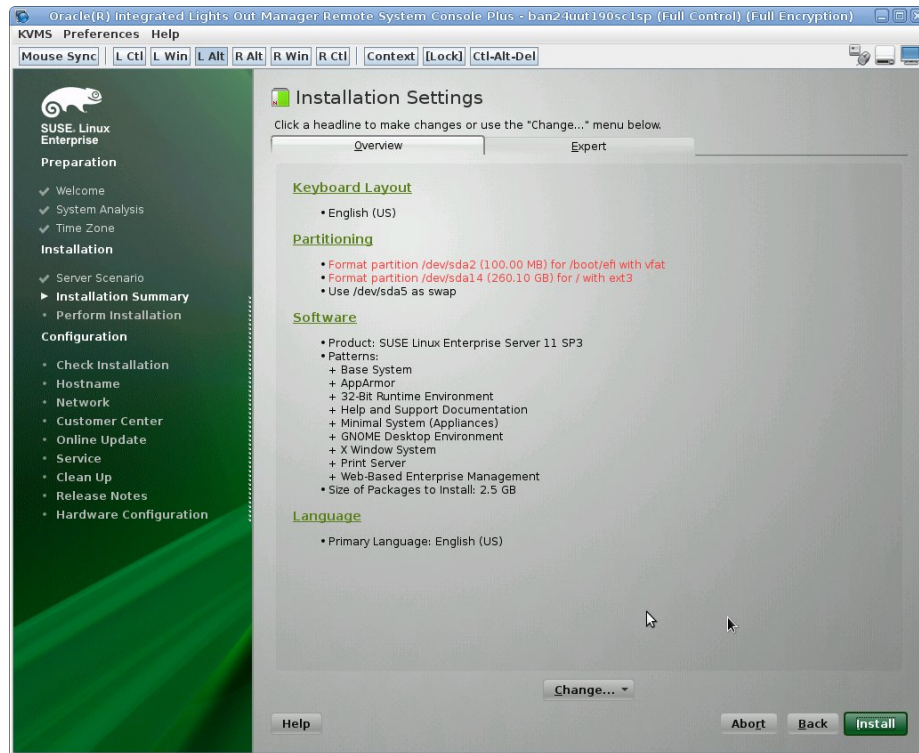 Oracle(R) Integrated Lights Out Manager Remote System Console Plus - ban24uut190sc1sp (Full Control) (Full Encryption)
KVMS Preferences Help
Mouse Sync L Ctl L Win L Alt R Alt R Win R Ctl Context [Lock] Ctl-Alt-Del
SUSE. Linux
Enterprise
Preparation
Welcome
System Analysis
Time Zone
Installation
Server Scenario
Installation Summary
Perform Installation
Configuration
Check Installation
Hostname
Network
Customer Center
Online Update
Service
Clean Up
Release Notes
Hardware Configuration
Installation Settings
Click a headline to make changes or use the "Change..." menu below.
Overview Expert
Keyboard Layout
• English (US)
Partitioning
• Format partition /dev/sda2 (100.00 MB) for /boot/efi with vfat
• Format partition /dev/sda14 (260.10 GB) for / with ext3
• Use /dev/sda5 as swap
Software
• Product: SUSE Linux Enterprise Server 11 SP3
• Patterns:
+ Base System
+ AppArmor
+ 32-Bit Runtime Environment
+ Help and Support Documentation
+ Minimal System (Appliances)
+ GNOME Desktop Environment
+ X Window System
+ Print Server
+ Web-Based Enterprise Management
• Size of Packages to Install: 2.5 GB
Language
• Primary Language: English (US)
Change...
Help Abort Back Install